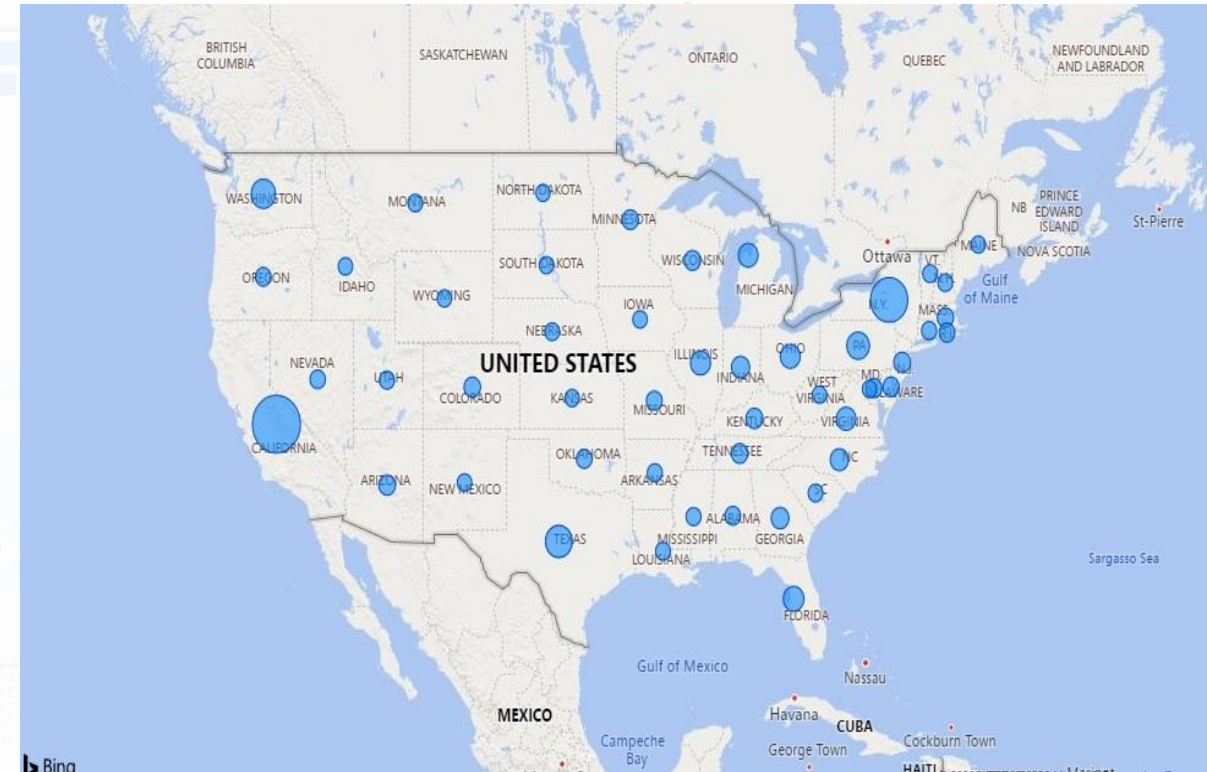 BRITISH
COLUMBIA
SASKATCHEWAN
ONTARIO
QUEBEC
NEWFOUNDLAND
AND LABRADOR
WASHINGTON
MONTANA
NORTH DAKOTA
MINNESOTA
NB
PRINCE
EDWARD
ISLAND
St-Pierre
OREGON
IDAHO
SOUTH DAKOTA
WISCONSIN
MICHIGAN
Ottawa
MAINE
NOVA SCOTIA
VT.
Gulf
of Maine
WYOMING
IOWA
N.Y.
MASS.
NEBRASKA
NEVADA
UTAH
UNITED STATES
ILLINOIS
INDIANA
OHIO
PA
N.J.
COLORADO
KANSAS
MISSOURI
WEST
VIRGINIA
MD
DELAWARE
KENTUCKY
VIRGINIA
CALIFORNIA
ARIZONA
NEW MEXICO
OKLAHOMA
ARKANSAS
TENNESSEE
NC
SC
TEXAS
LOUISIANA
MISSISSIPPI
ALABAMA
GEORGIA
Sargasso Sea
FLORIDA
Gulf of Mexico
Nassau
MEXICO
Havana
CUBA
Campeche
Bay
George Town
Cockburn Town
HAITI
Bing